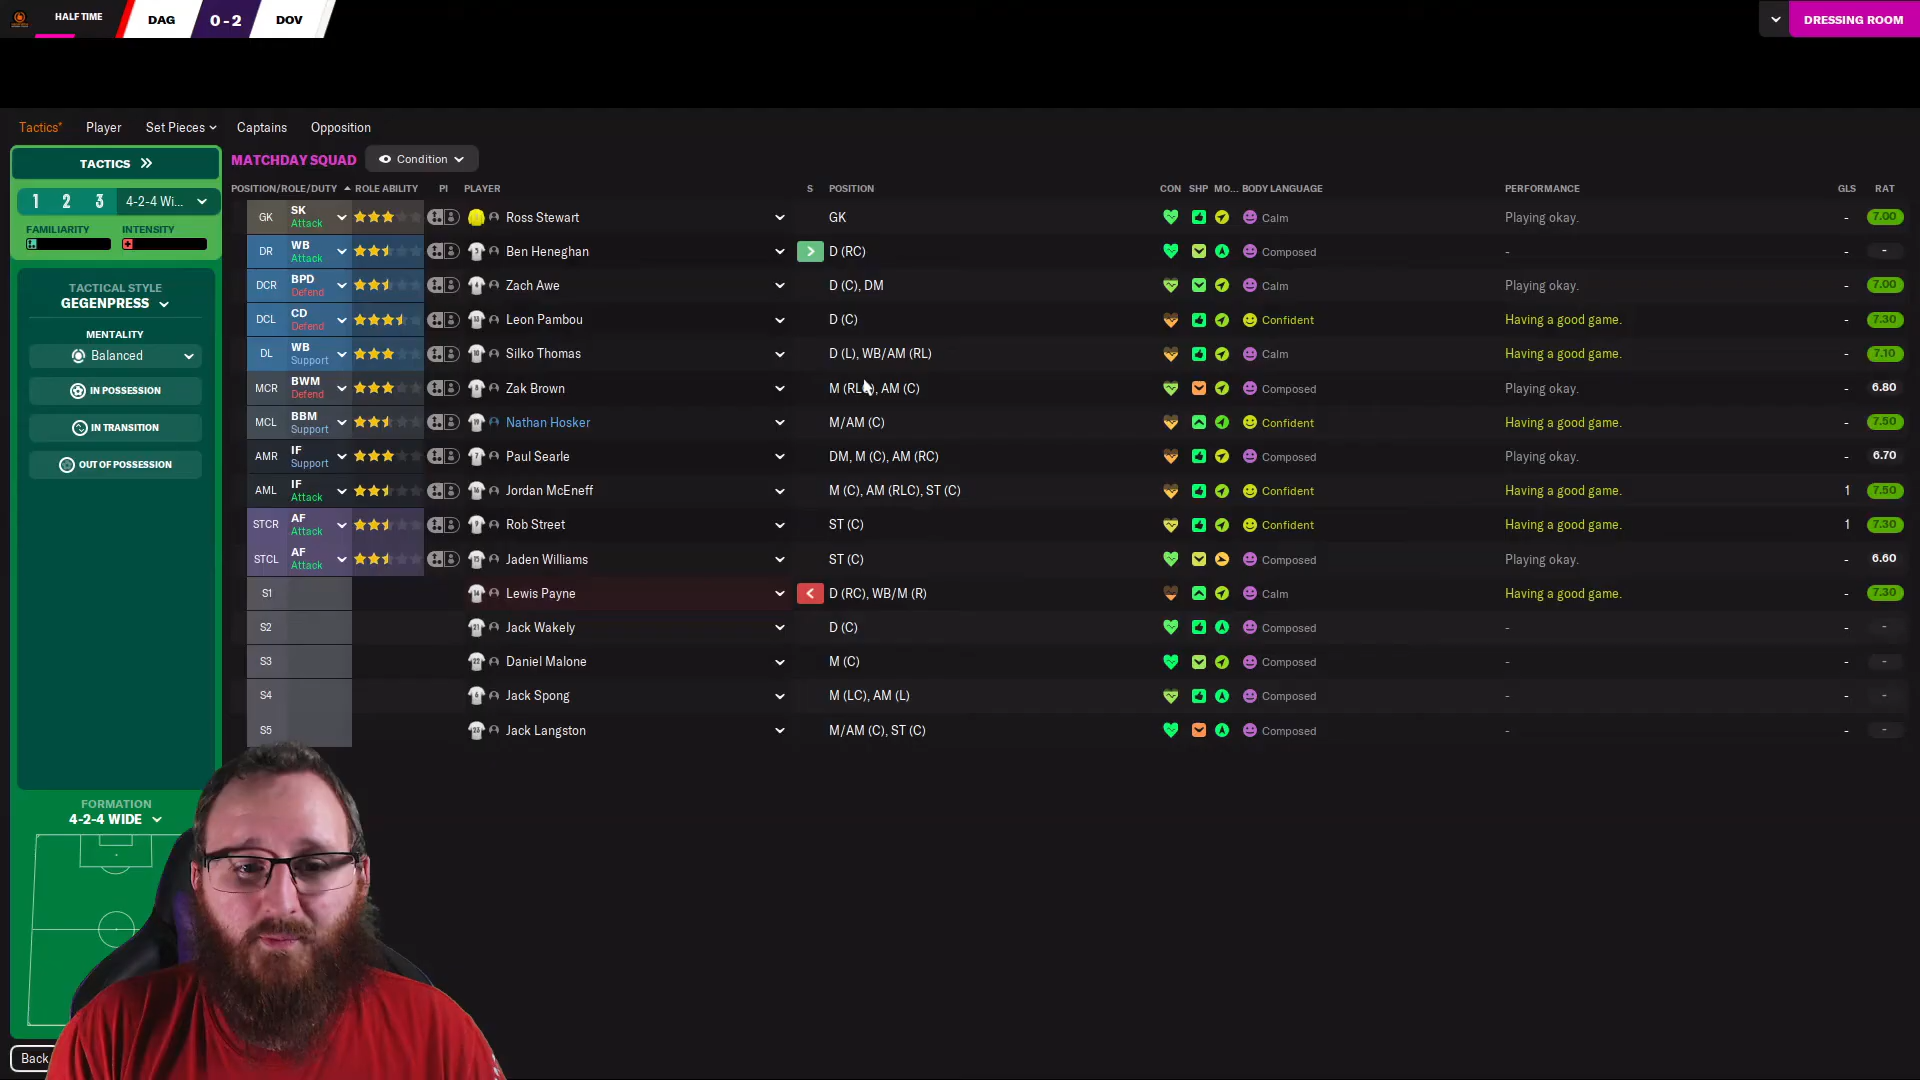 HALF TIME DAG 0 - 2 DOV DRESSING ROOM
Tactics* Player Set Pieces Captains Opposition
TACTICS
MATCHDAY SQUAD Condition
POSITION/ROLE/DUTY ROLE ABILITY PI PLAYER S POSITION CON SHP MO... BODY LANGUAGE PERFORMANCE GLS RAT
1 2 3 4-2-4 Wi...
FAMILIARITY INTENSITY
TACTICAL STYLE
GEGENPRESS
MENTALITY
Balanced
IN POSSESSION
IN TRANSITION
OUT OF POSSESSION
FORMATION
4-2-4 WIDE
Back
GK SK Attack Ross Stewart GK Calm Playing okay. - 7.00
DR WB Attack Ben Heneghan D (RC) Composed - - -
DCR BPD Defend Zach Awe D (C), DM Calm Playing okay. - 7.00
DCL CD Defend Leon Pambou D (C) Confident Having a good game. - 7.30
DL WB Support Silko Thomas D (L), WB/AM (RL) Calm Having a good game. - 7.10
MCR BWM Defend Zak Brown M (RL ), AM (C) Composed Playing okay. - 6.80
MCL BBM Support Nathan Hosker M/AM (C) Confident Having a good game. - 7.50
AMR IF Support Paul Searle DM, M (C), AM (RC) Composed Playing okay. - 6.70
AML IF Attack Jordan McEneff M (C), AM (RLC), ST (C) Confident Having a good game. 1 7.50
STCR AF Attack Rob Street ST (C) Confident Having a good game. 1 7.30
STCL AF Attack Jaden Williams ST (C) Composed Playing okay. - 6.60
S1 Lewis Payne D (RC), WB/M (R) Calm Having a good game. - 7.30
S2 Jack Wakely D (C) Composed - - -
S3 Daniel Malone M (C) Composed - - -
S4 Jack Spong M (LC), AM (L) Composed - - -
S5 Jack Langston M/AM (C), ST (C) Composed - - -